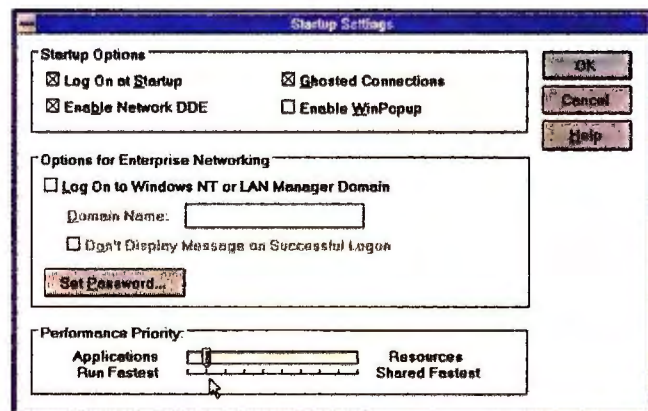 Startup Settings
Startup Options
Log On at Startup
Ghosted Connections
Enable Network DDE
Enable WinPopup
OK
Cancel
Help
Options for Enterprise Networking
Log On to Windows NT or LAN Manager Domain
Domain Name:
Don't Display Message on Successful Logon
Set Password...
Performance Priority:
Applications
Run Fastest
Resources
Shared Fastest